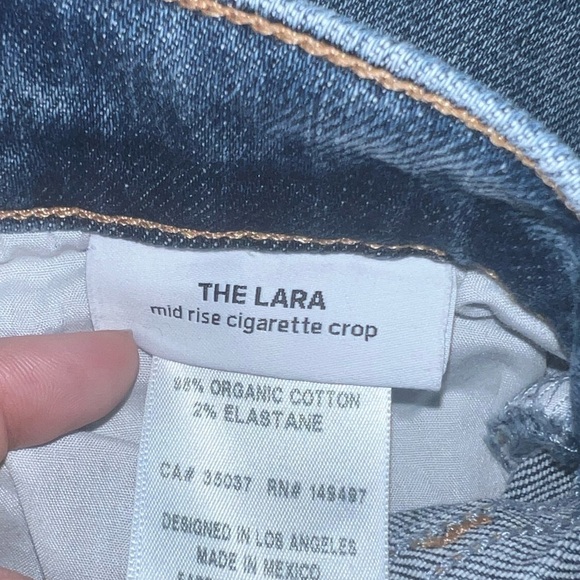 THE LARA
mid rise cigarette crop
98% ORGANIC COTTON
2% ELASTANE
CA# 35037 RN# 149497
DESIGNED IN LOS ANGELES
MADE IN MEXICO